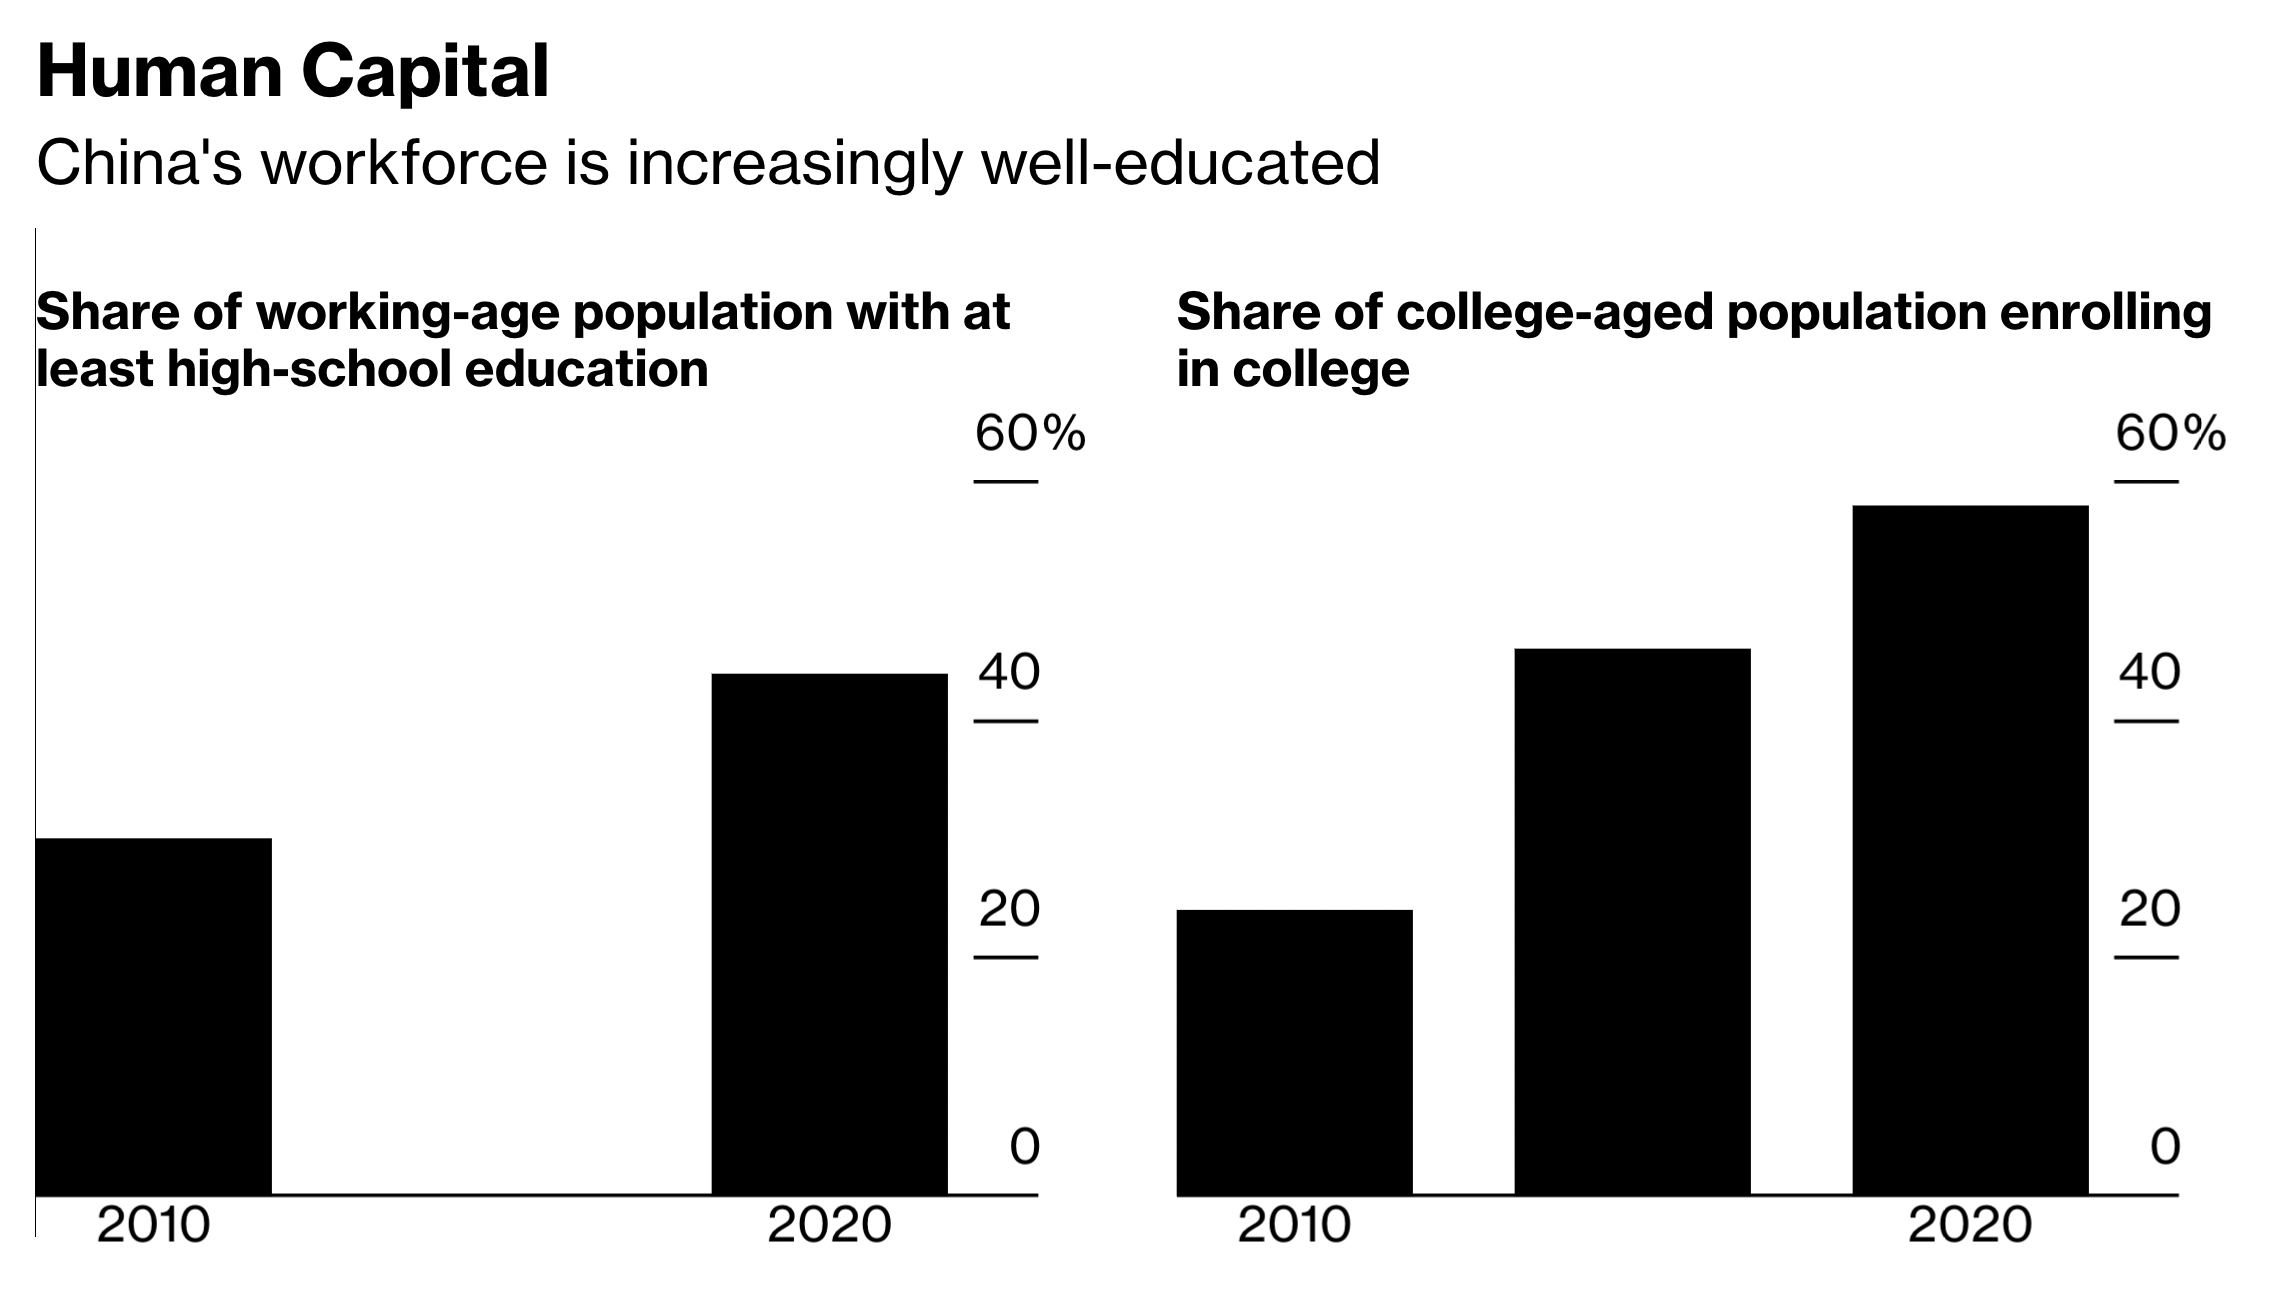 Human Capital
China's workforce is increasingly well-educated
Share of working-age population with at
least high-school education
60%
40
20
0
2010
2020
Share of college-aged population enrolling
in college
60%
40
20
0
2010
2020